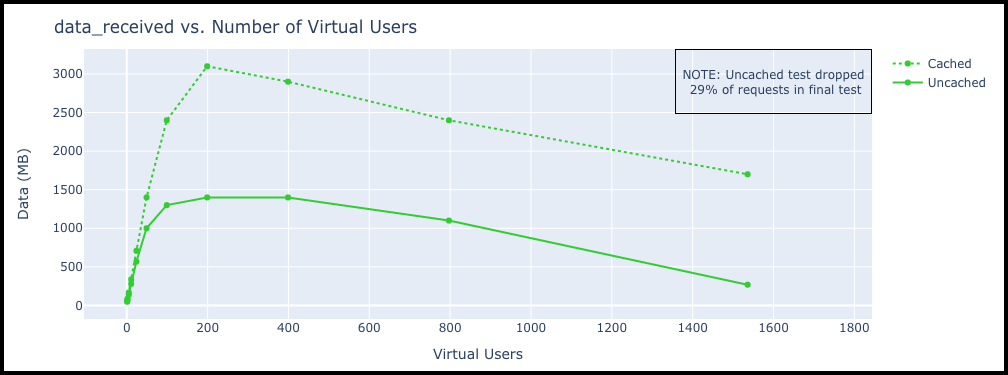 data_received vs. Number of Virtual Users
NOTE: Uncached test dropped
29% of requests in final test
Cached
Uncached
Data (MB)
3000
2500
2000
1500
1000
500
0
0 200 400 600 800 1000 1200 1400 1600 1800
Virtual Users